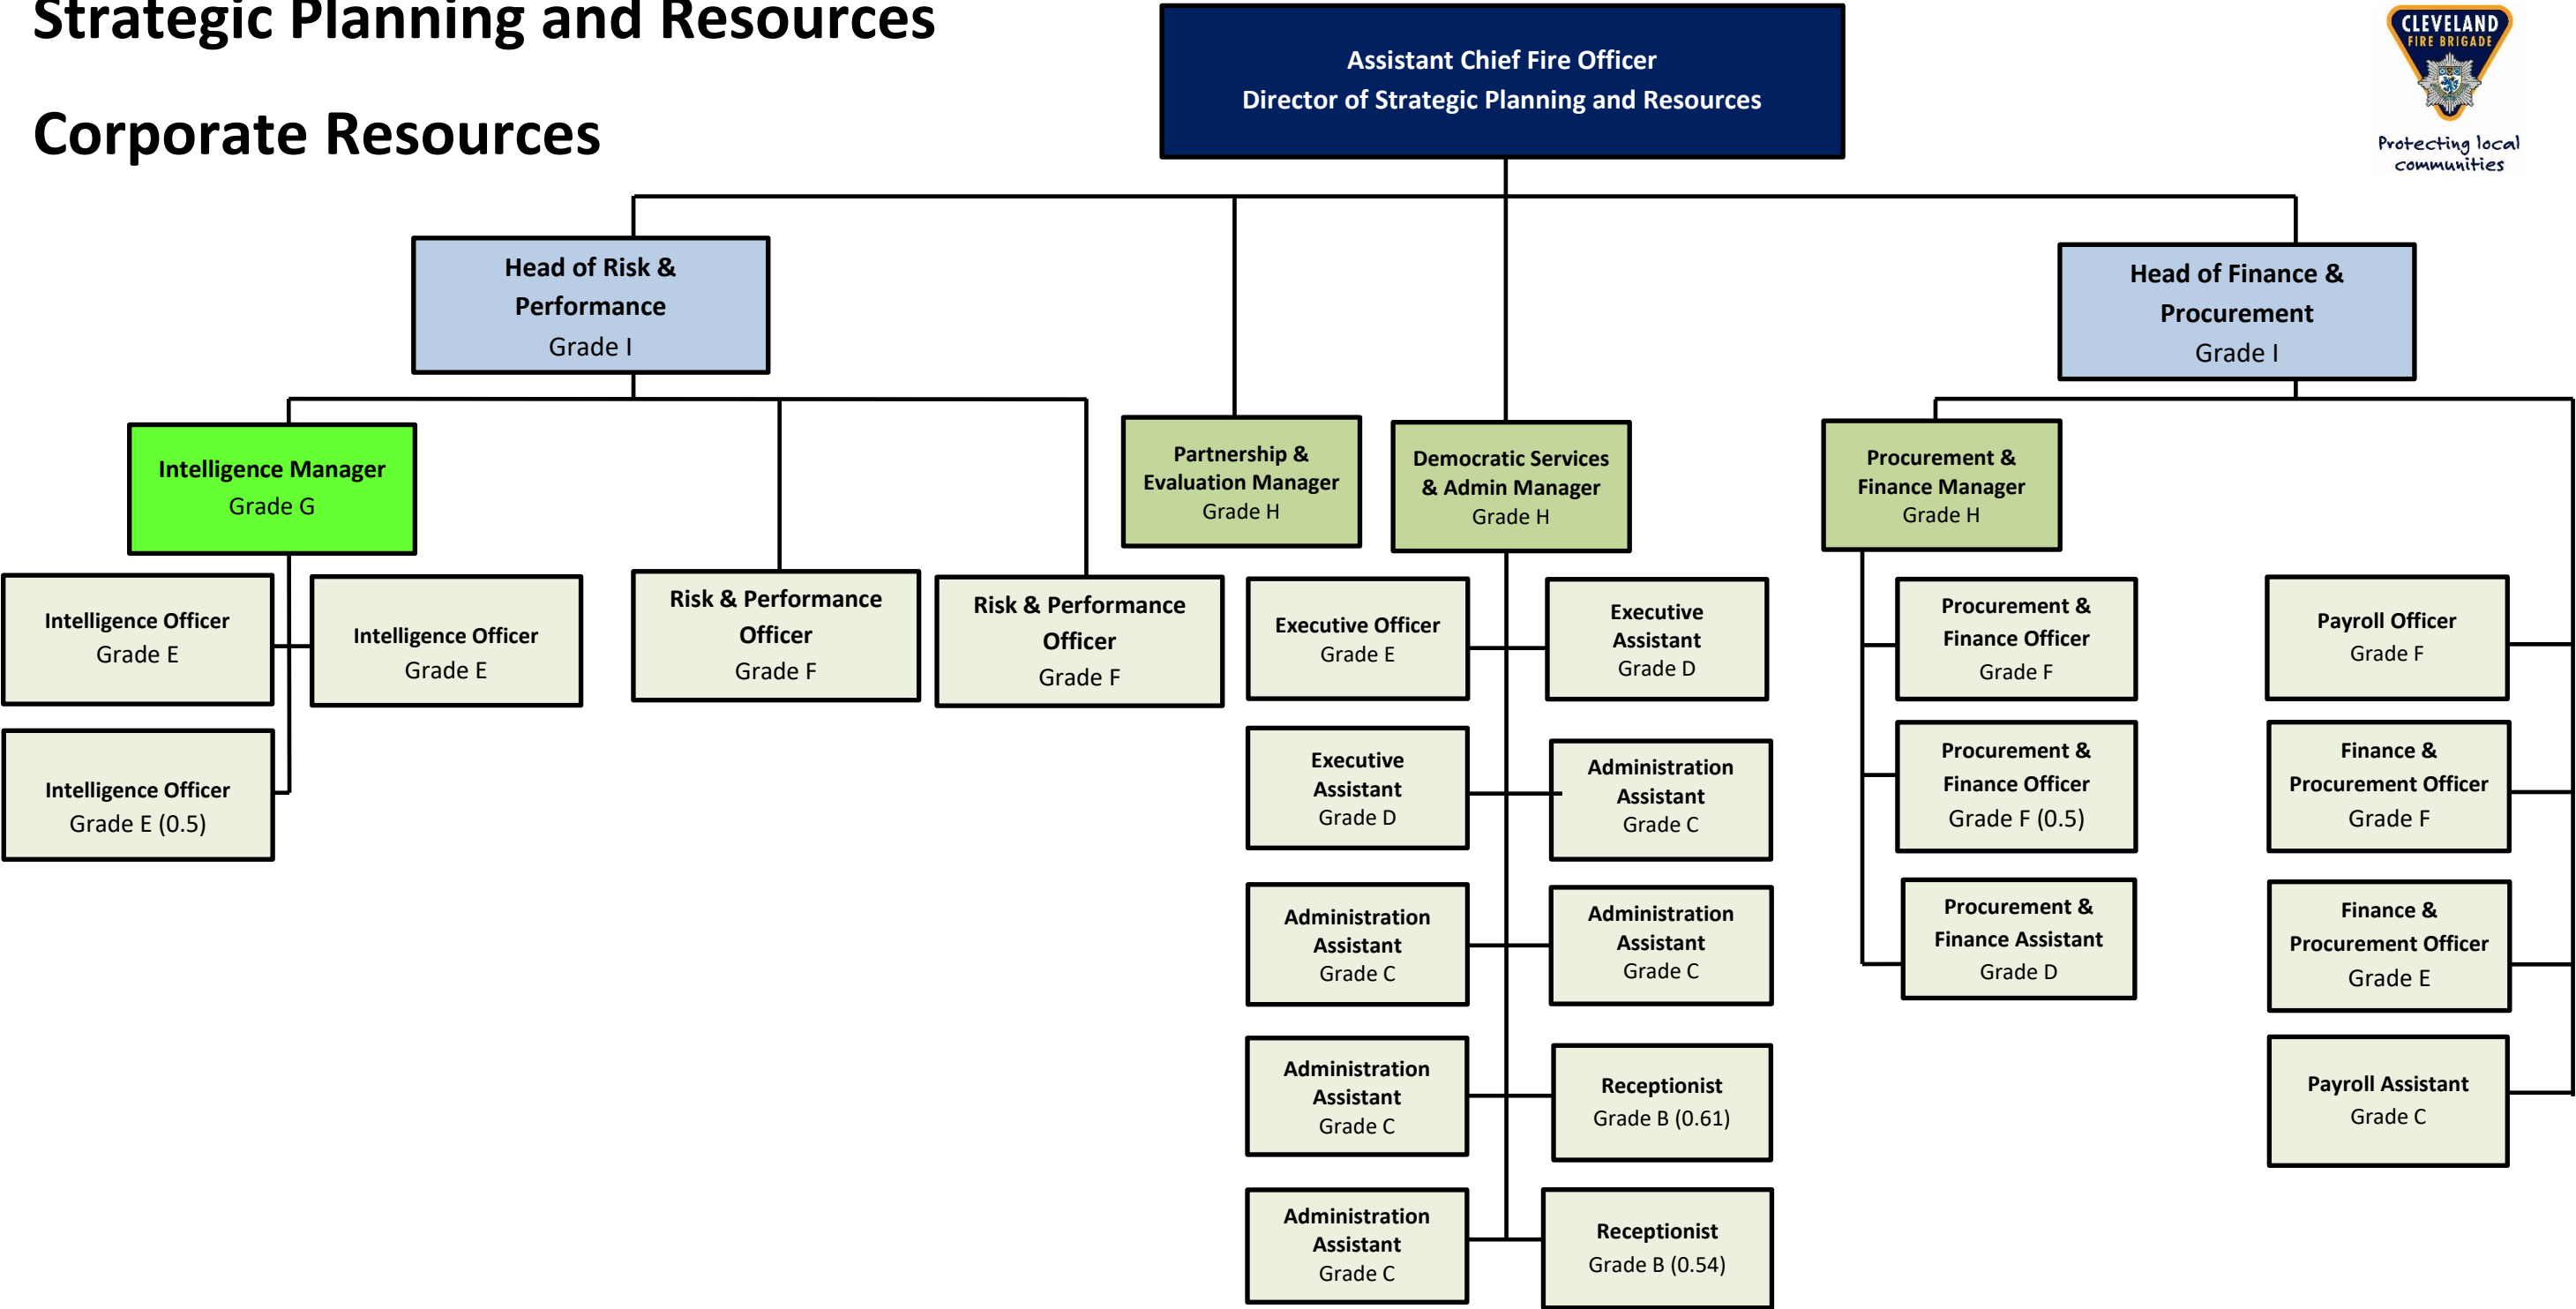 Strategic Planning and Resources
Corporate Resources
Assistant Chief Fire Officer
Director of Strategic Planning and Resources
CLEVELAND
FIRE BRIGADE
Protecting local
communities
Head of Risk &
Performance
Grade I
Head of Finance &
Procurement
Grade I
Intelligence Manager
Grade G
Partnership &
Evaluation Manager
Grade H
Democratic Services
& Admin Manager
Grade H
Procurement &
Finance Manager
Grade H
Intelligence Officer
Grade E
Intelligence Officer
Grade E
Intelligence Officer
Grade E (0.5)
Risk & Performance
Officer
Grade F
Risk & Performance
Officer
Grade F
Executive Officer
Grade E
Executive
Assistant
Grade D
Executive
Assistant
Grade D
Administration
Assistant
Grade C
Administration
Assistant
Grade C
Administration
Assistant
Grade C
Administration
Assistant
Grade C
Receptionist
Grade B (0.61)
Administration
Assistant
Grade C
Receptionist
Grade B (0.54)
Procurement &
Finance Officer
Grade F
Procurement &
Finance Officer
Grade F (0.5)
Procurement &
Finance Assistant
Grade D
Payroll Officer
Grade F
Finance &
Procurement Officer
Grade F
Finance &
Procurement Officer
Grade E
Payroll Assistant
Grade C